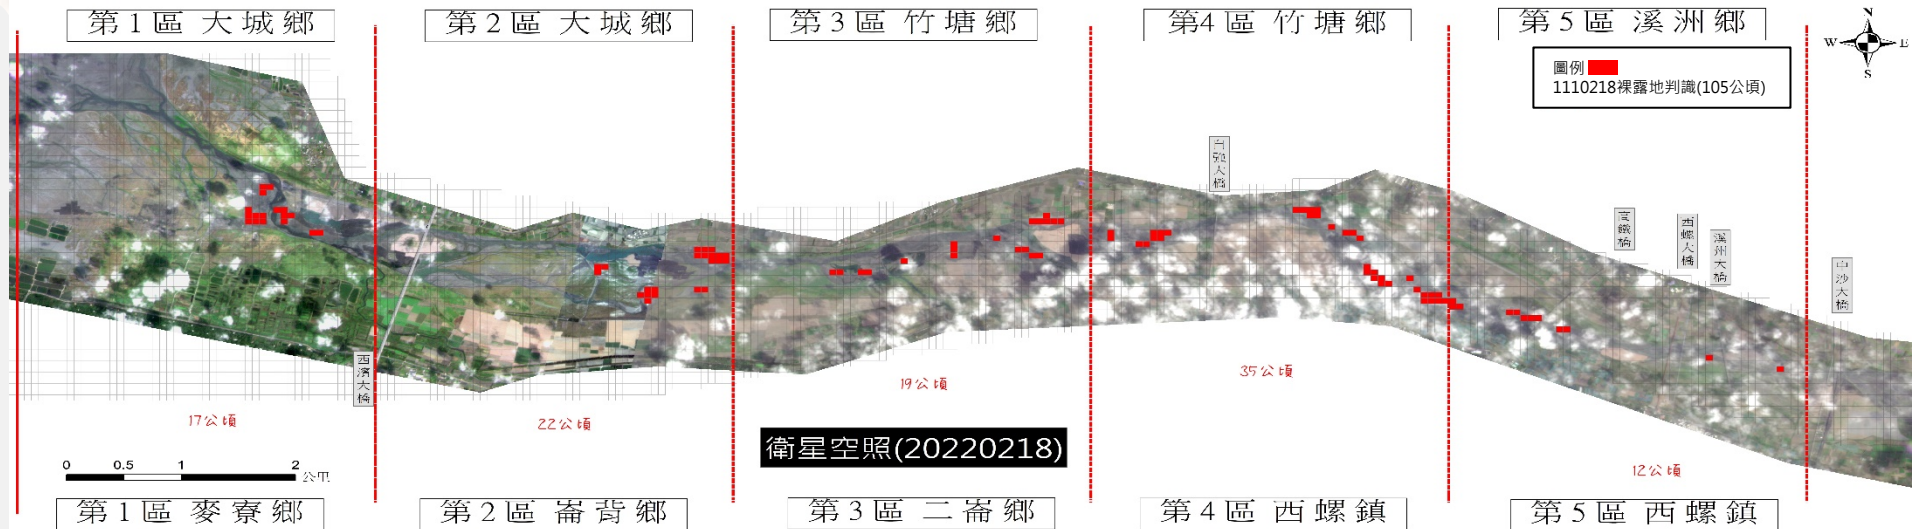 第1區 大城鄉
第2區 大城鄉
第3區 竹塘鄉
第4區 竹塘鄉
第5區 溪洲鄉
N
W
E
S
圖例
1110218裸露地判識(105公頃)
自強大橋
高鐵橋
西螺大橋
溪州大橋
中沙大橋
西濱大橋
17公頃
22公頃
19公頃
35公頃
12公頃
衛星空照(20220218)
0 0.5 1 2 公里
第1區 麥寮鄉
第2區 崙背鄉
第3區 二崙鄉
第4區 西螺鎮
第5區 西螺鎮